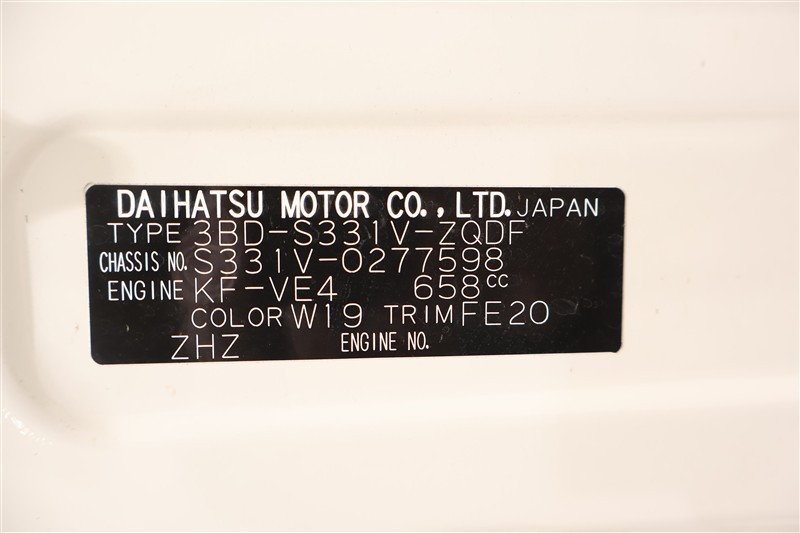 DAIHATSU MOTOR CO., LTD. JAPAN
TYPE 3BD-S331V-ZQDF
CHASSIS NO. S331V-0277598
ENGINE KF-VE4 658cc
COLOR W19 TRIM FE20
ZHZ ENGINE NO.